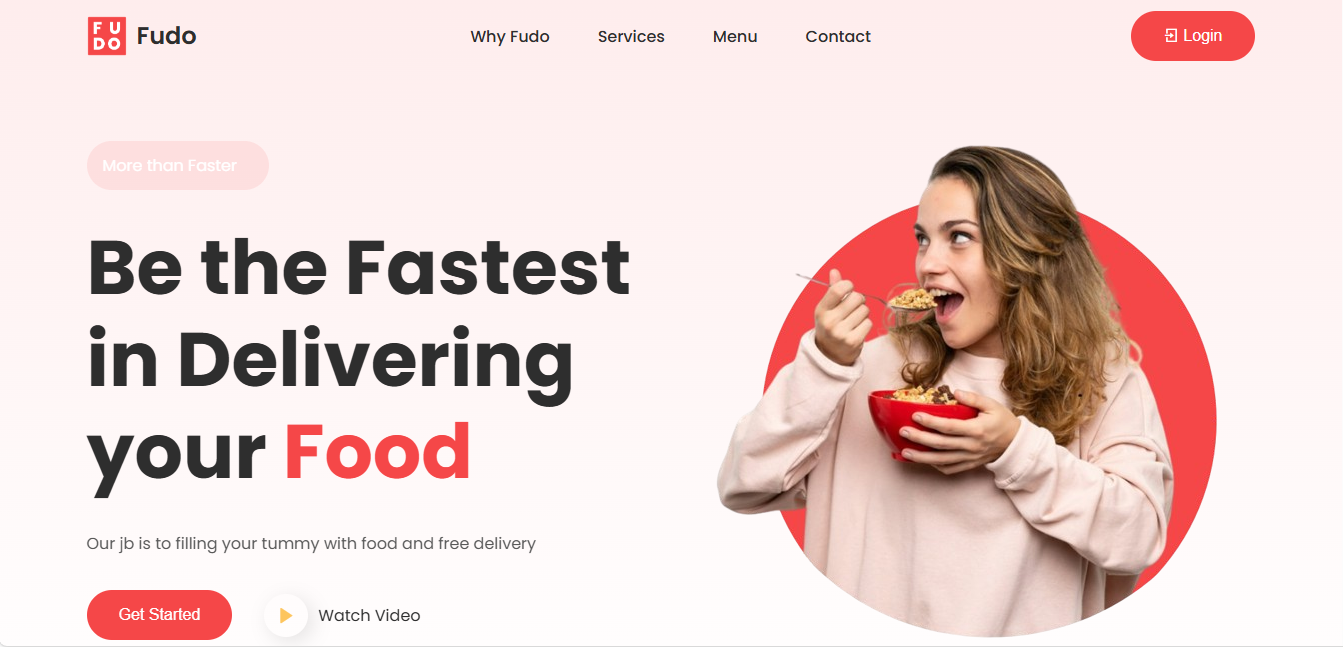 FU
DO
Fudo
Why Fudo
Services
Menu
Contact
Login
More than Faster
Be the Fastest
in Delivering
your Food
Our jb is to filling your tummy with food and free delivery
Get Started
Watch Video